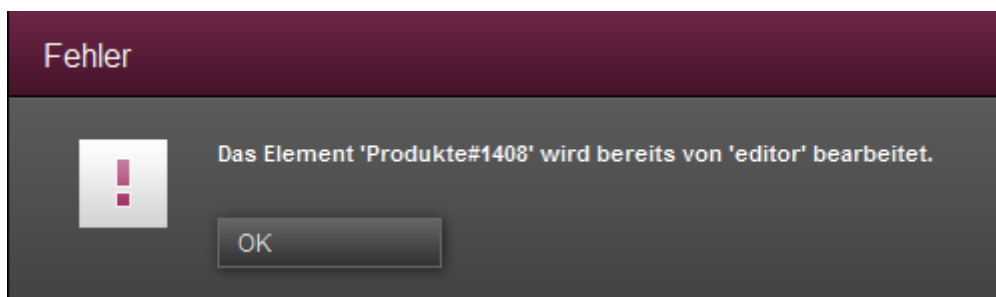 Fehler
Das Element 'Produkte#1408' wird bereits von 'editor' bearbeitet.
OK